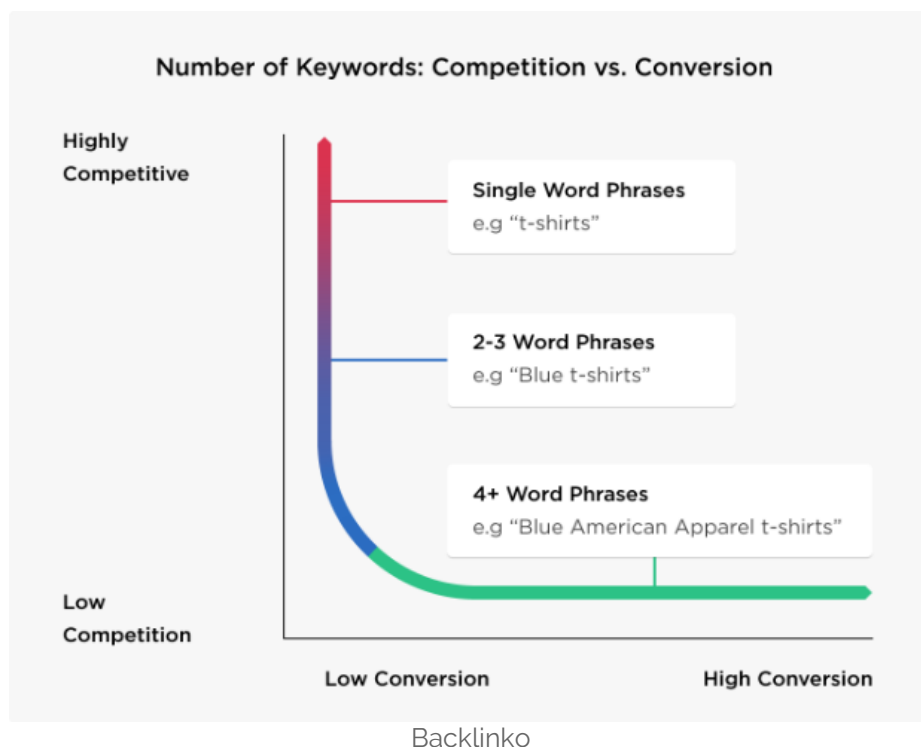 Number of Keywords: Competition vs. Conversion
Highly
Competitive
Single Word Phrases
e.g “t-shirts”
2-3 Word Phrases
e.g “Blue t-shirts”
4+ Word Phrases
e.g “Blue American Apparel t-shirts”
Low
Competition
Low Conversion
High Conversion
Backlinko